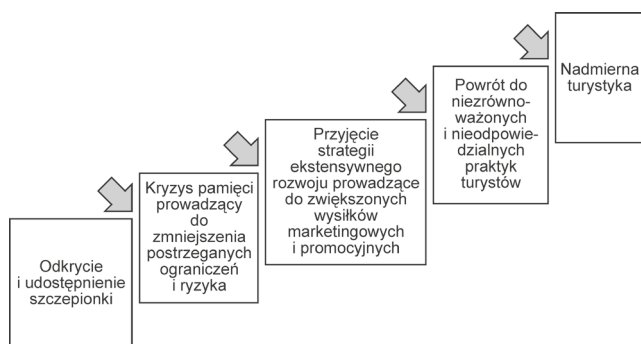 Odkrycie
i udostępnienie
szczepionki
Kryzys pamięci
prowadzący
do
zmniejszenia
postrzeganych
ograniczeń
i ryzyka
Przyjęcie
strategii
ekstensywnego
rozwoju prowadzące
do zwiększonych
wysiłków
marketingowych
i promocyjnych
Powrót do
niezrówno-
ważonych
i nieodpowie-
dzialnych
praktyk
turystów
Nadmierna
turystyka